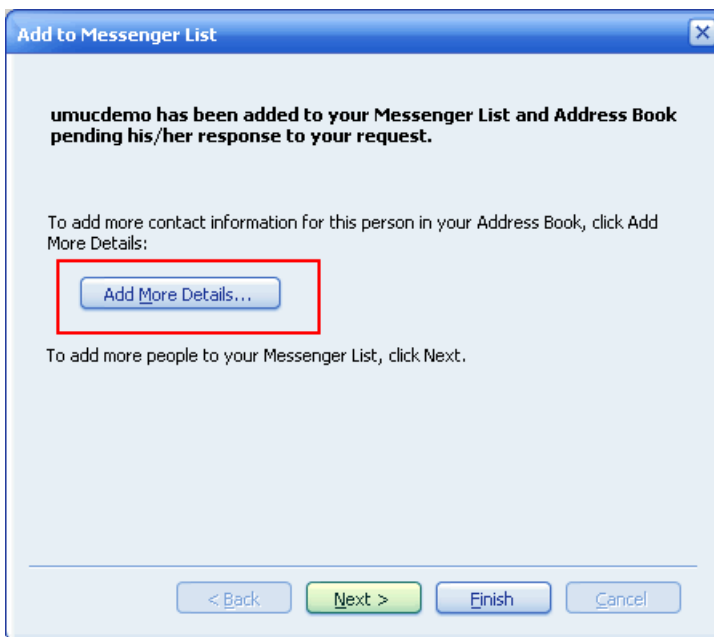 Add to Messenger List
umucdemo has been added to your Messenger List and Address Book
pending his/her response to your request.
To add more contact information for this person in your Address Book, click Add
More Details:
Add More Details...
To add more people to your Messenger List, click Next.
< Back Next > Finish Cancel